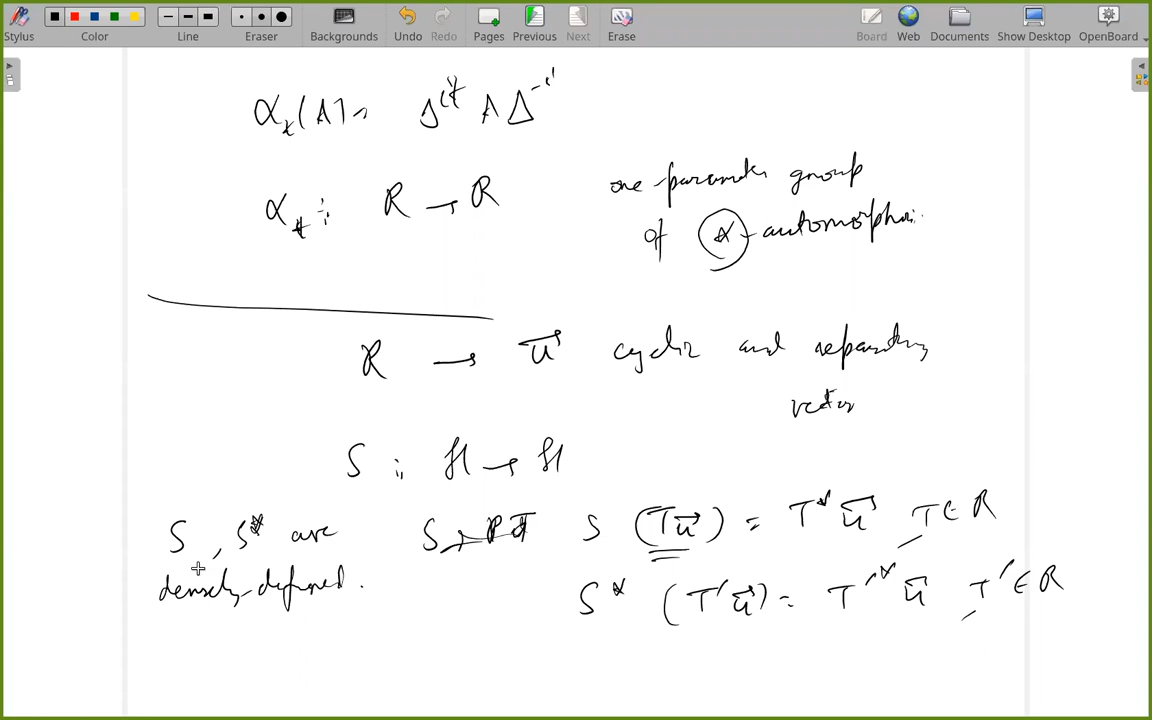 Stylus Color Line Eraser Backgrounds Undo Redo Pages Previous Next Erase Board Web Documents Show Desktop OpenBoard
α_t(A) = Δ^{it} A Δ^{-it}
α_t : R → R one-parameter group
of *-automorphis
R → u⃗ cyclic and separating
vector
S : H → H
S, S* are
densely-defined.
S (Tu⃗) = T* u⃗, T ∈ R
S* (T'u⃗) = T'* u⃗, T' ∈ R